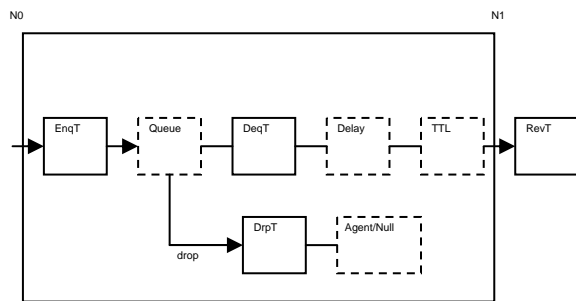 N0
N1
EnqT
Queue
DeqT
Delay
TTL
RevT
DrpT
Agent/Null
drop